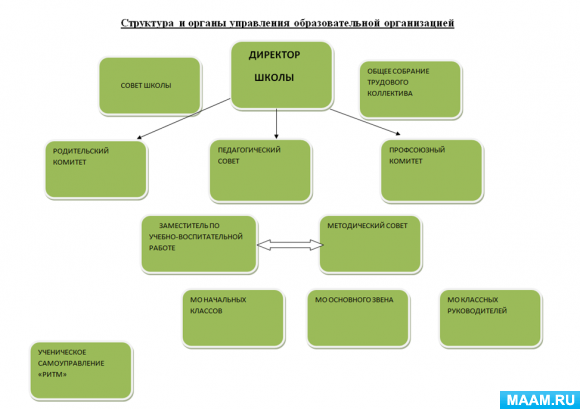 Структура и органы управления образовательной организацией
ДИРЕКТОР
ШКОЛЫ
СОВЕТ ШКОЛЫ
ОБЩЕЕ СОБРАНИЕ
ТРУДОВОГО
КОЛЛЕКТИВА
РОДИТЕЛЬСКИЙ
КОМИТЕТ
ПЕДАГОГИЧЕСКИЙ
СОВЕТ
ПРОФСОЮЗНЫЙ
КОМИТЕТ
ЗАМЕСТИТЕЛЬ ПО
УЧЕБНО-ВОСПИТАТЕЛЬНОЙ
РАБОТЕ
МЕТОДИЧЕСКИЙ СОВЕТ
МО НАЧАЛЬНЫХ
КЛАССОВ
МО ОСНОВНОГО ЗВЕНА
МО КЛАССНЫХ
РУКОВОДИТЕЛЕЙ
УЧЕНИЧЕСКОЕ
САМОУПРАВЛЕНИЕ
«РИТМ»
MAAM.RU